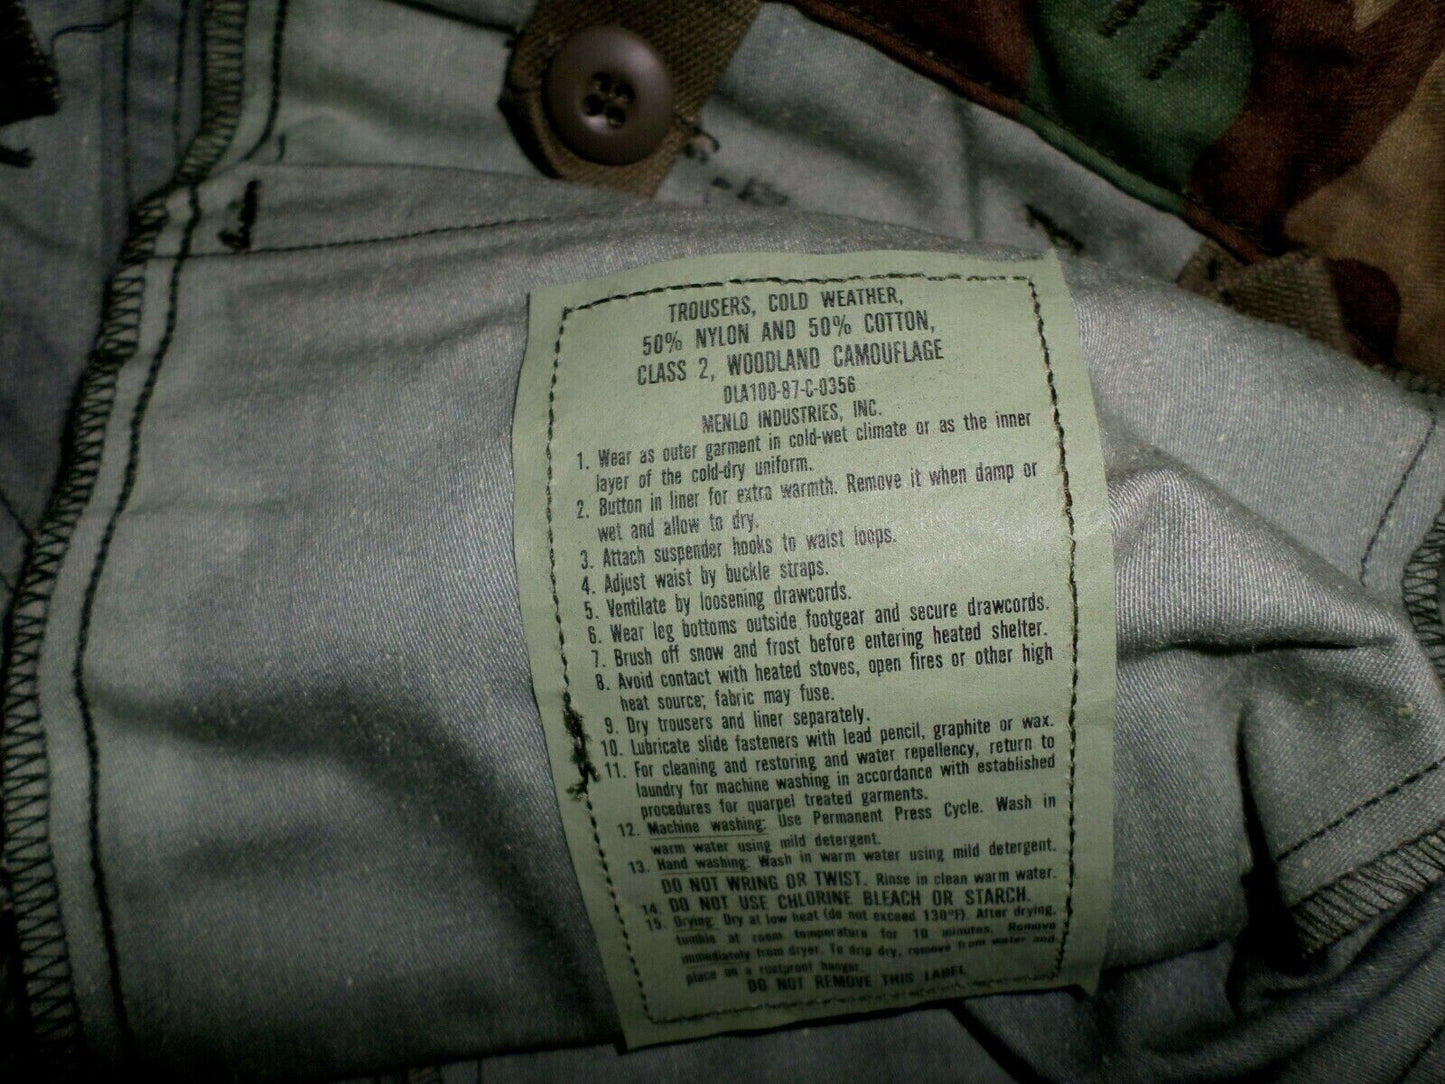 TROUSERS, COLD WEATHER,
50% NYLON AND 50% COTTON,
CLASS 2, WOODLAND CAMOUFLAGE
DLA100-87-C-0356
MENLO INDUSTRIES, INC.
1. Wear as outer garment in cold-wet climate or as the inner
layer of the cold-dry uniform.
2. Button in liner for extra warmth. Remove it when damp or
wet and allow to dry.
3. Attach suspender hooks to waist loops.
4. Adjust waist by buckle straps.
5. Ventilate by loosening drawcords.
6. Wear leg bottoms outside footgear and secure drawcords.
7. Brush off snow and frost before entering heated shelter.
8. Avoid contact with heated stoves, open fires or other high
heat source; fabric may fuse.
9. Dry trousers and liner separately.
10. Lubricate slide fasteners with lead pencil, graphite or wax.
11. For cleaning and restoring and water repellency, return to
laundry for machine washing in accordance with established
procedures for quarpel treated garments.
12. Machine washing: Use Permanent Press Cycle. Wash in
warm water using mild detergent.
13. Hand washing: Wash in warm water using mild detergent.
DO NOT WRING OR TWIST. Rinse in clean warm water.
14. DO NOT USE CHLORINE BLEACH OR STARCH.
15. Drying: Dry at low heat (do not exceed 130°F). After drying,
tumble at room temperature for 10 minutes. Remove
immediately from dryer. To drip dry, remove from water and
place on a rustproof hanger.
DO NOT REMOVE THIS LABEL